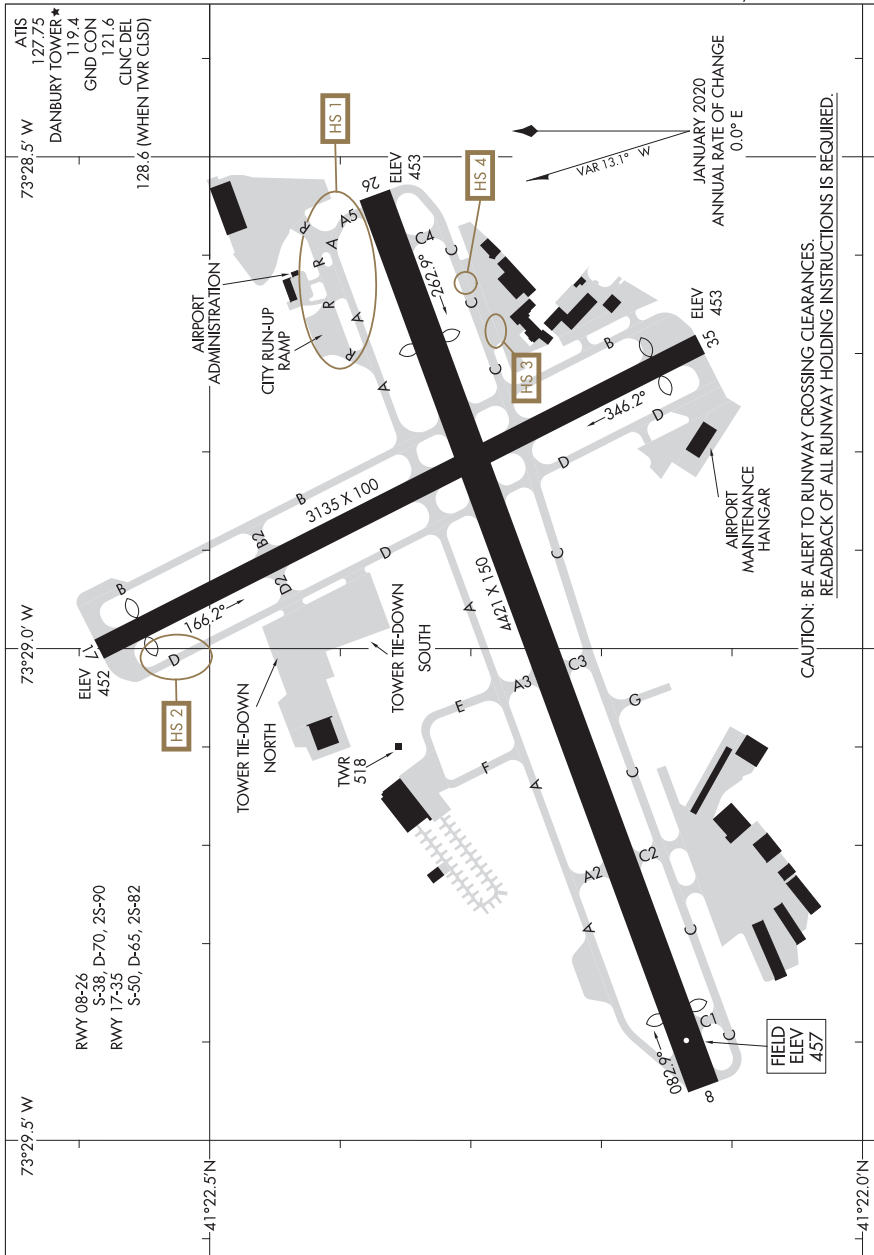 ATIS
127.75
DANBURY TOWER★
119.4
GND CON
121.6
CLNC DEL
128.6 (WHEN TWR CLSD)
73°28.5' W
73°29.0' W
73°29.5' W
41°22.5'N
41°22.0'N
HS 1
HS 4
HS 3
HS 2
AIRPORT
ADMINISTRATION
CITY RUN-UP
RAMP
R
R
R
R
A
A
A
A5
26
ELEV
453
C4
C
C
C
262.9°
VAR 13.1° W
JANUARY 2020
ANNUAL RATE OF CHANGE
0.0° E
ELEV
453
35
B
346.2°
D
D
AIRPORT
MAINTENANCE
HANGAR
CAUTION: BE ALERT TO RUNWAY CROSSING CLEARANCES.
READBACK OF ALL RUNWAY HOLDING INSTRUCTIONS IS REQUIRED.
3135 X 100
B
B2
B
D
D2
166.2°
D
17
ELEV
452
TOWER TIE-DOWN
NORTH
TOWER TIE-DOWN
SOUTH
TWR
518
E
F
A
A3
A
A2
A
4421 X 150
C
C3
G
C
C2
C
C1
C
082.9°
8
FIELD
ELEV
457
RWY 08-26
S-38, D-70, 2S-90
RWY 17-35
S-50, D-65, 2S-82